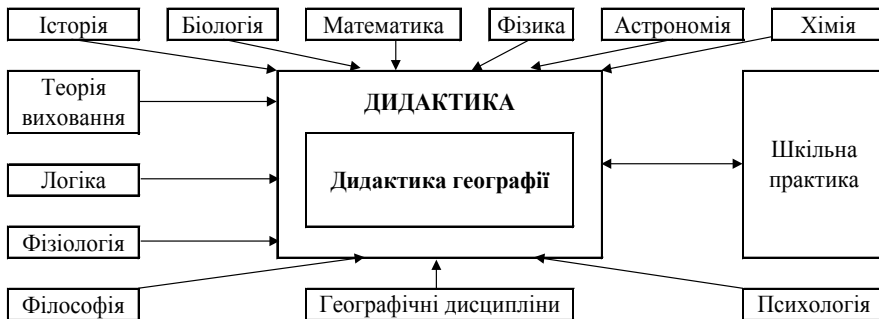 Історія
Біологія
Математика
Фізика
Астрономія
Хімія
Теорія
виховання
ДИДАКТИКА
Дидактика географії
Шкільна
практика
Логіка
Фізіологія
Філософія
Географічні дисципліни
Психологія